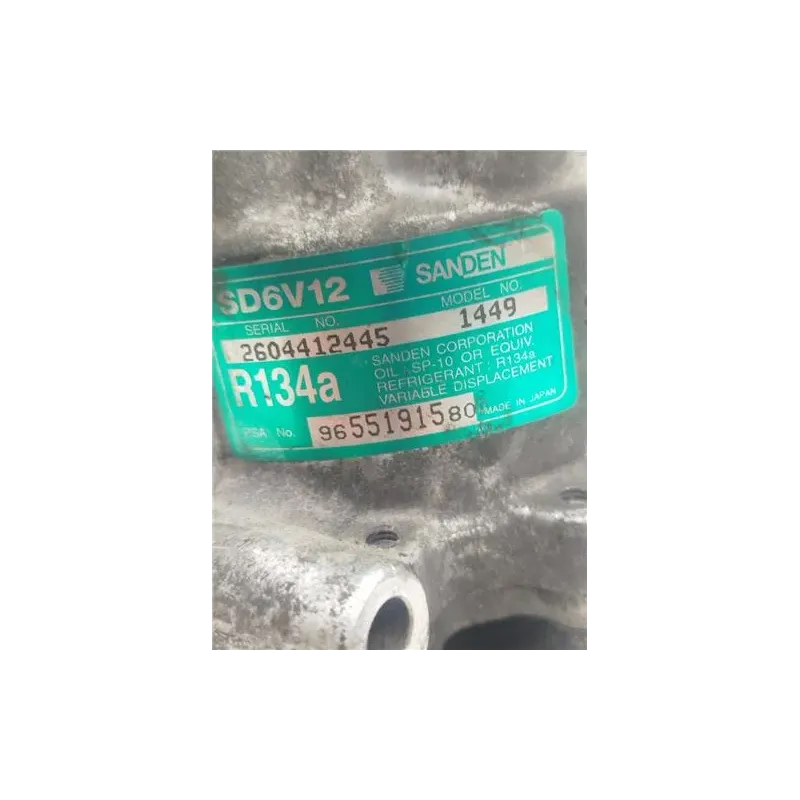 SD6V12 SANDEN
SERIAL NO. MODEL NO.
2604412445 1449
R134a
SANDEN CORPORATION
OIL : SP-10 OR EQUIV.
REFRIGERANT : R134a
VARIABLE DISPLACEMENT
PSA No. 9655191580 MADE IN JAPAN